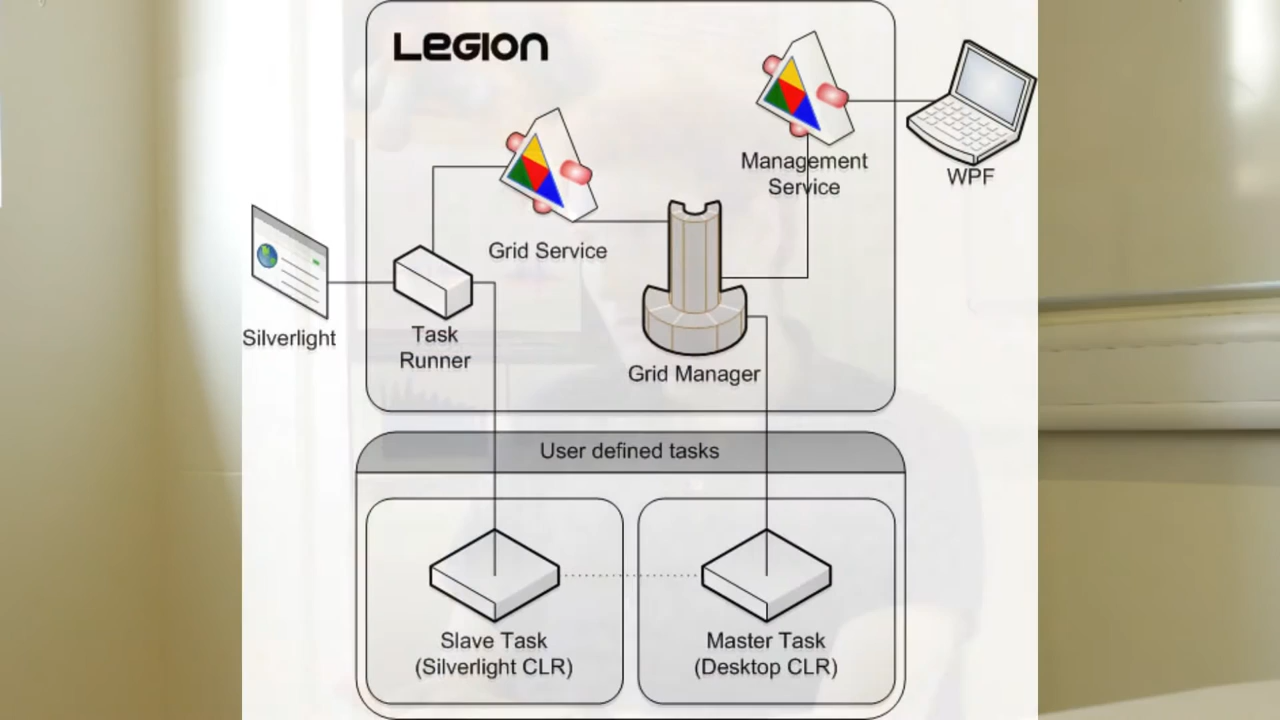 LEGION
Management
Service
WPF
Grid Service
Silverlight
Task
Runner
Grid Manager
User defined tasks
Slave Task
(Silverlight CLR)
Master Task
(Desktop CLR)